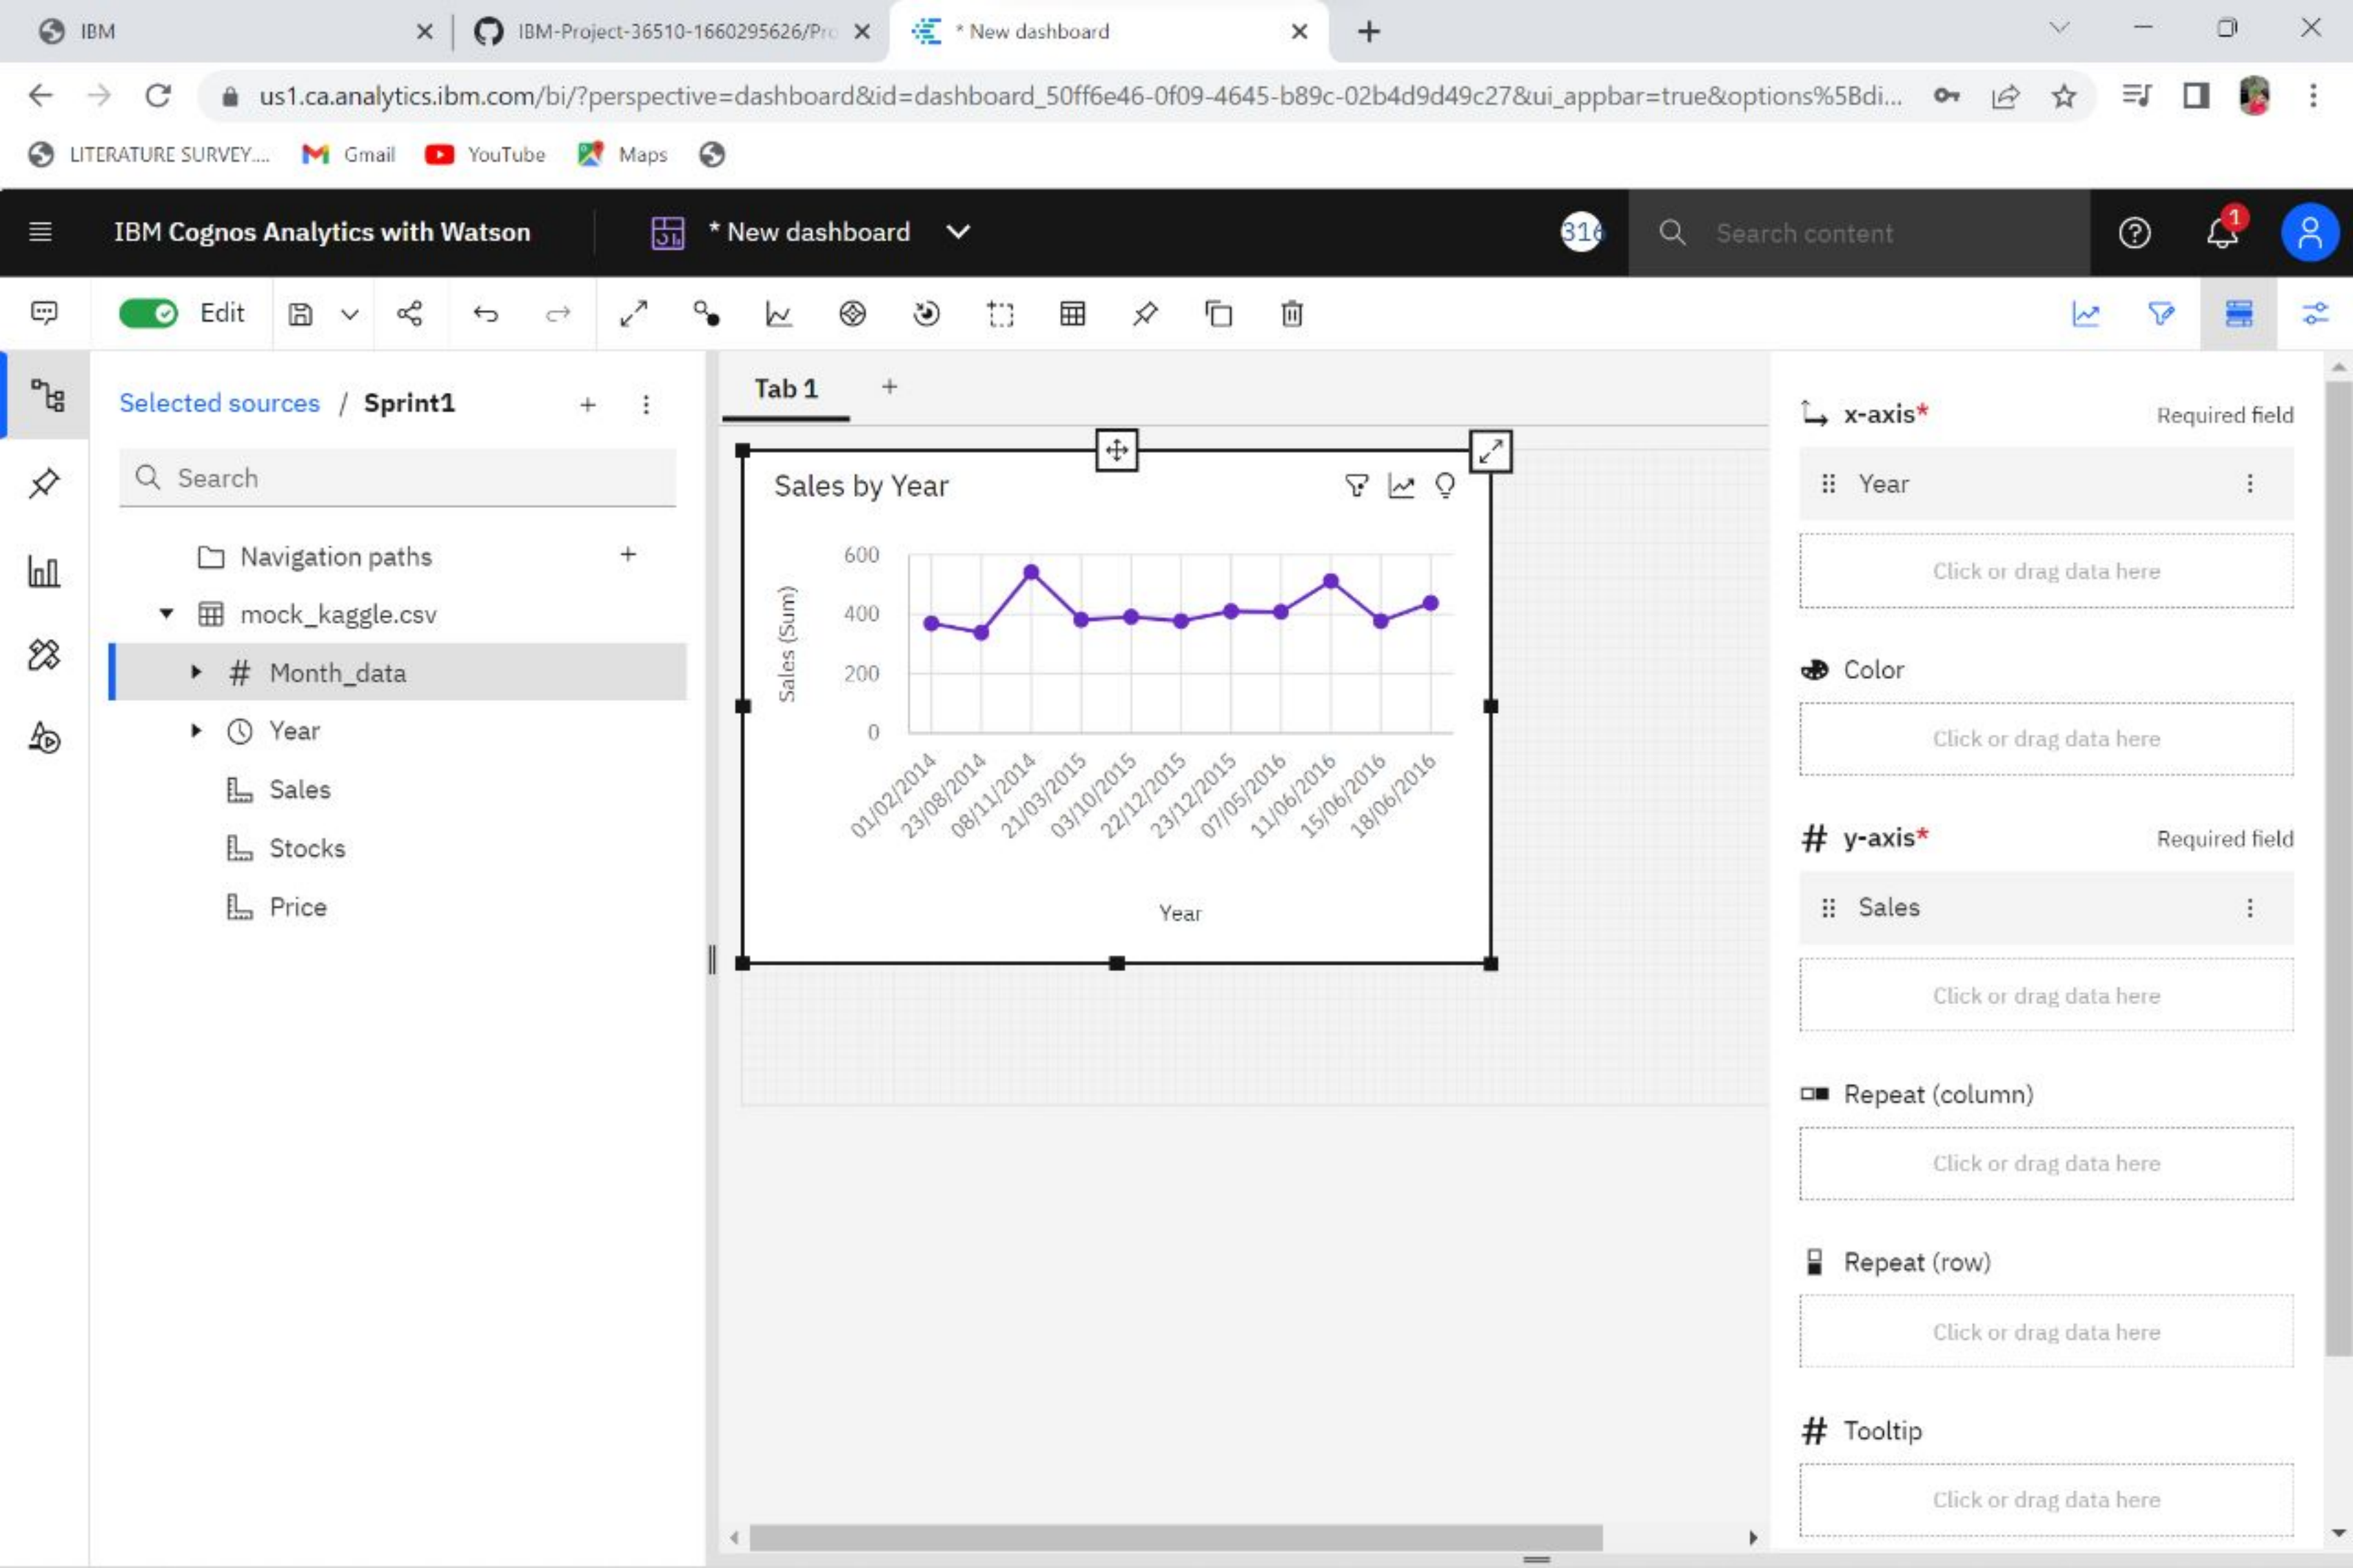 IBM
IBM-Project-36510-1660295626/Pro
* New dashboard
us1.ca.analytics.ibm.com/bi/?perspective=dashboard&id=dashboard_50ff6e46-0f09-4645-b89c-02b4d9d49c27&ui_appbar=true&options%5Bdi...
LITERATURE SURVEY....
Gmail
YouTube
Maps
IBM Cognos Analytics with Watson
* New dashboard
316
Search content
1
Edit
Selected sources / Sprint1
Search
Navigation paths
mock_kaggle.csv
Month_data
Year
Sales
Stocks
Price
Tab 1
Sales by Year
Sales (Sum)
600
400
200
0
01/02/2014
23/08/2014
08/11/2014
21/03/2015
03/10/2015
22/12/2015
23/12/2015
07/05/2016
11/06/2016
15/06/2016
18/06/2016
Year
x-axis* Required field
Year
Click or drag data here
Color
Click or drag data here
y-axis* Required field
Sales
Click or drag data here
Repeat (column)
Click or drag data here
Repeat (row)
Click or drag data here
Tooltip
Click or drag data here